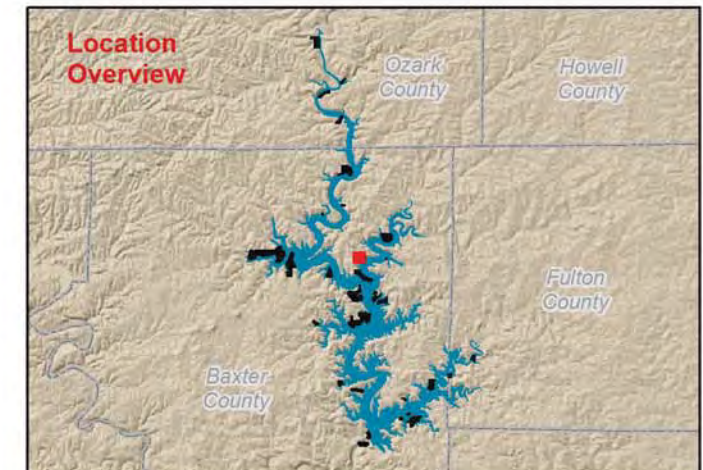 Location
Overview
Ozark
County
Howell
County
Fulton
County
Baxter
County